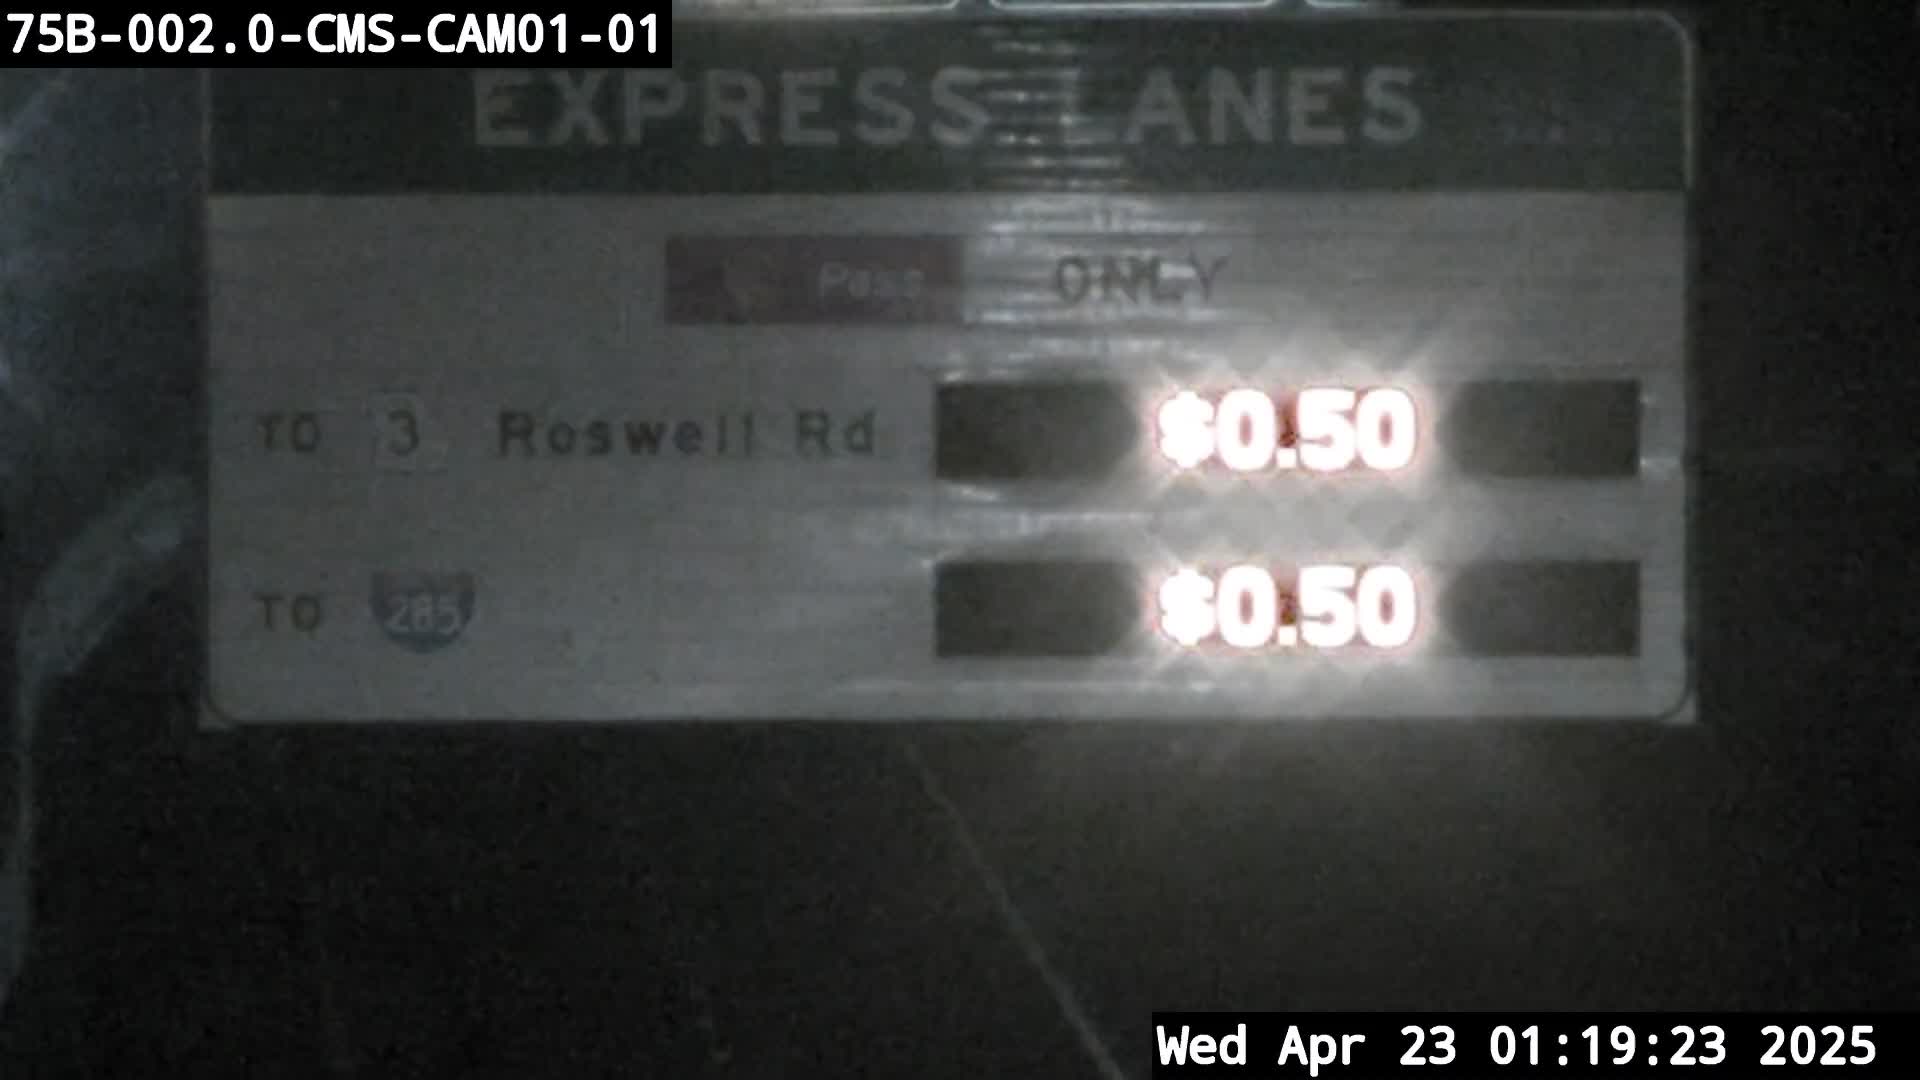 75B-002.0-CMS-CAM01-01
EXPRESS LANES
Pass ONLY
TO 3 Roswell Rd $0.50
TO 285 $0.50
Wed Apr 23 01:19:23 2025